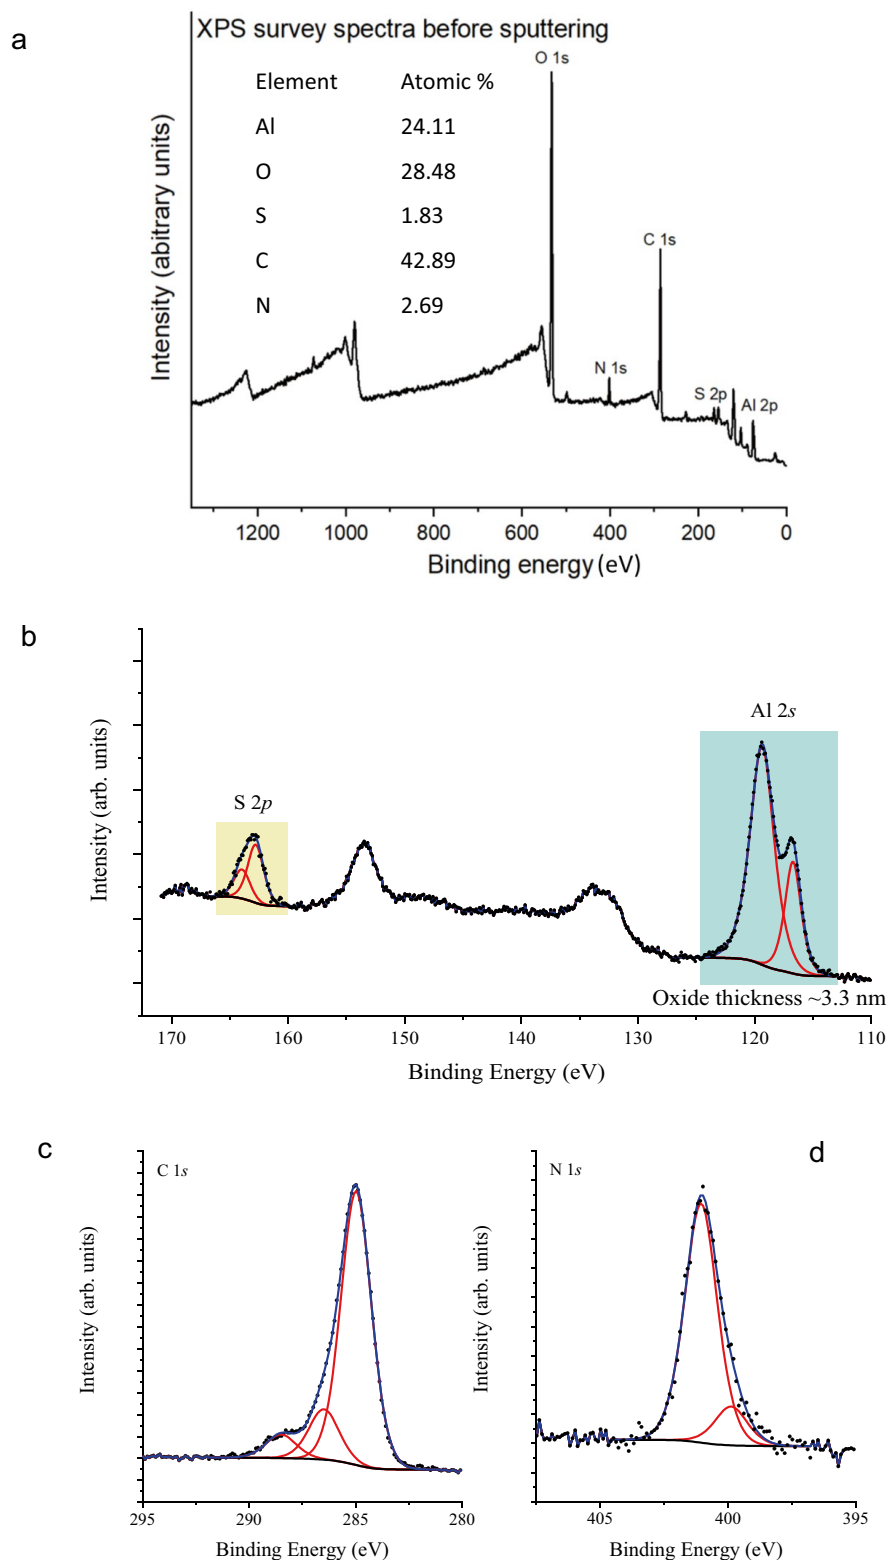 a
XPS survey spectra before sputtering
O 1s
Element Atomic %
Al 24.11
O 28.48
S 1.83
C 42.89
N 2.69
C 1s
N 1s
S 2p
Al 2p
Intensity (abitrary units)
1200 1000 800 600 400 200 0
Binding energy (eV)
b
Al 2s
S 2p
Intensity (arb. units)
Oxide thickness ~3.3 nm
170 160 150 140 130 120 110
Binding Energy (eV)
c
C 1s
Intensity (arb. units)
295 290 285 280
Binding Energy (eV)
d
N 1s
Intensity (arb. units)
405 400 395
Binding Energy (eV)